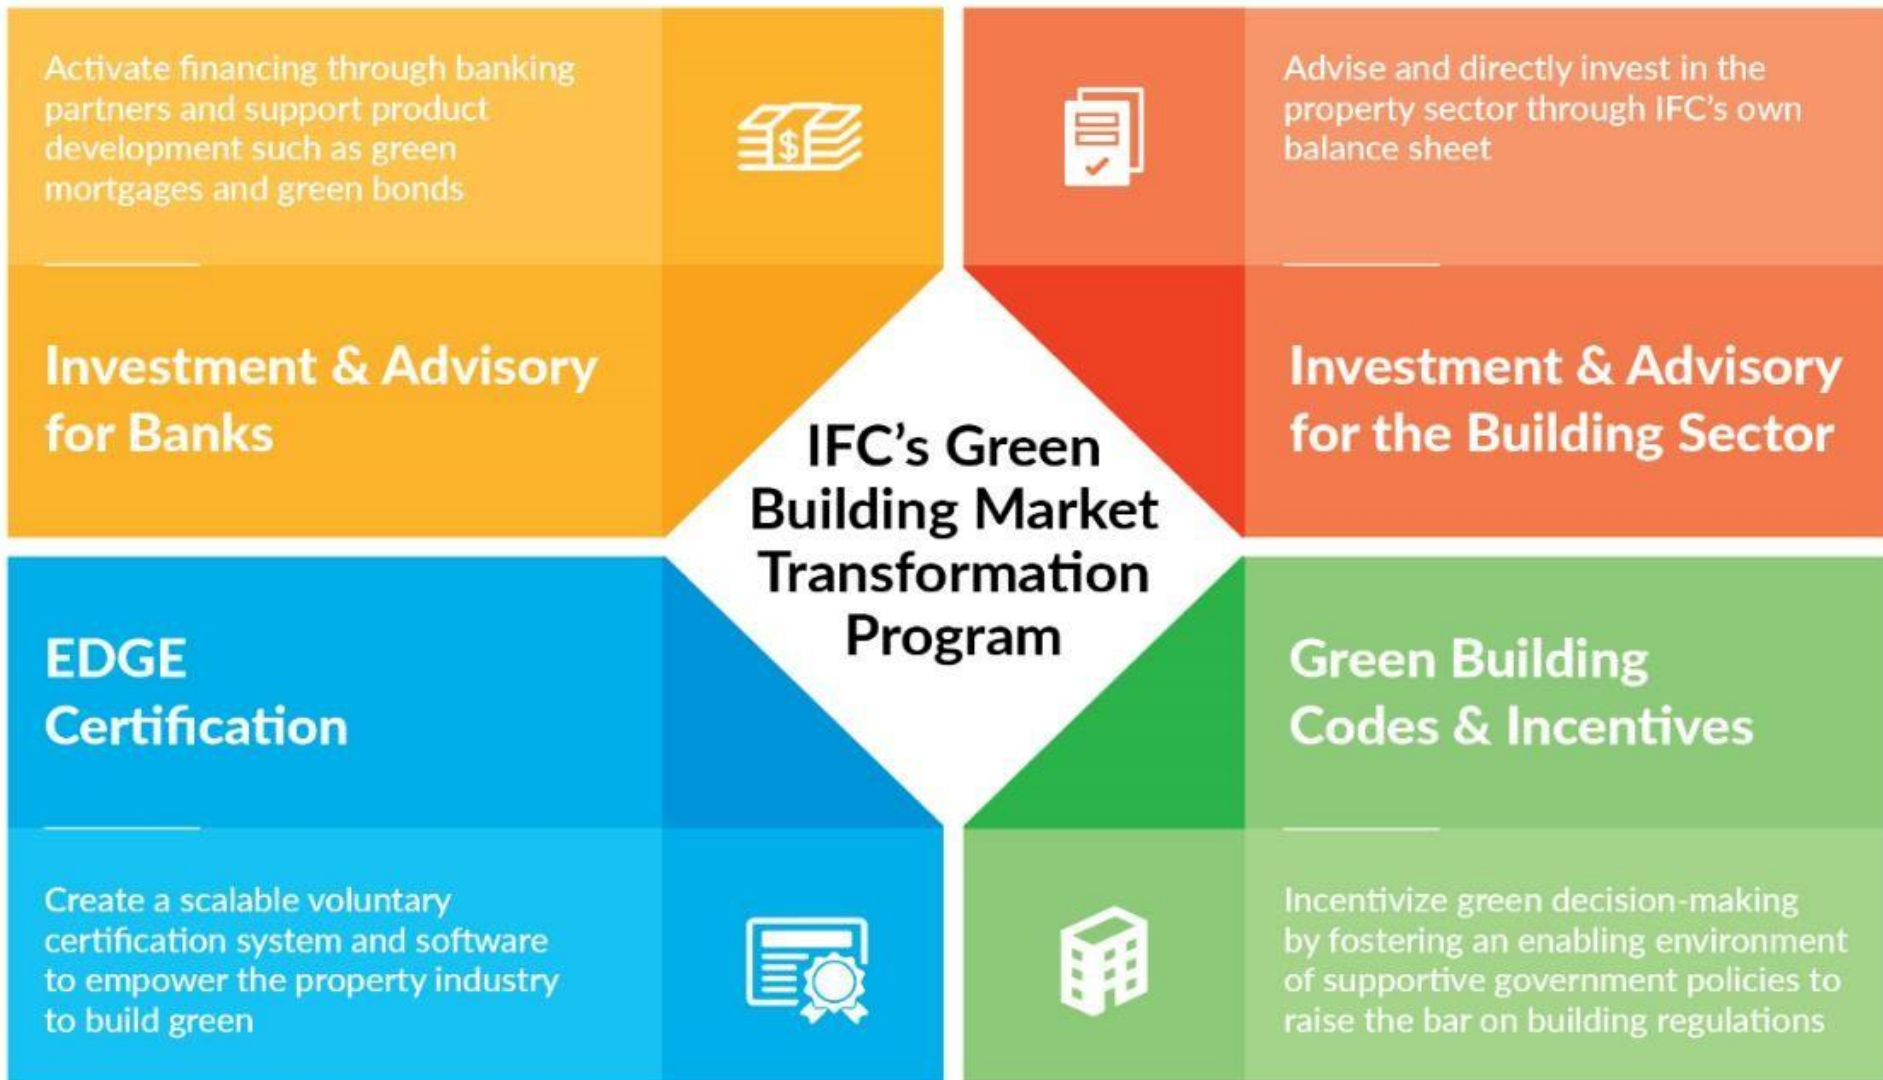 Activate financing through banking
partners and support product
development such as green
mortgages and green bonds
$
Investment & Advisory
for Banks
Advise and directly invest in the
property sector through IFC’s own
balance sheet
Investment & Advisory
for the Building Sector
IFC’s Green
Building Market
Transformation
Program
EDGE
Certification
Create a scalable voluntary
certification system and software
to empower the property industry
to build green
Green Building
Codes & Incentives
Incentivize green decision-making
by fostering an enabling environment
of supportive government policies to
raise the bar on building regulations